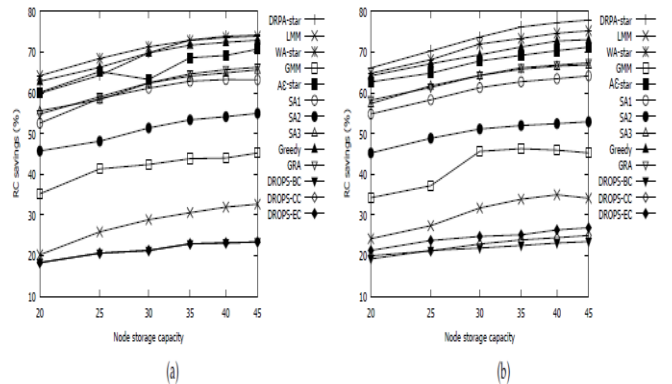 80
70
60
50
40
30
20
10
RC savings (%)
20 25 30 35 40 45
Node storage capacity
DRPA-star
LMM
WA-star
GMM
Aε-star
SA1
SA2
SA3
Greedy
GRA
DROPS-BC
DROPS-CC
DROPS-EC
(a)
80
70
60
50
40
30
20
10
RC savings (%)
20 25 30 35 40 45
Node storage capacity
DRPA-star
LMM
WA-star
GMM
Aε-star
SA1
SA2
SA3
Greedy
GRA
DROPS-BC
DROPS-CC
DROPS-EC
(b)